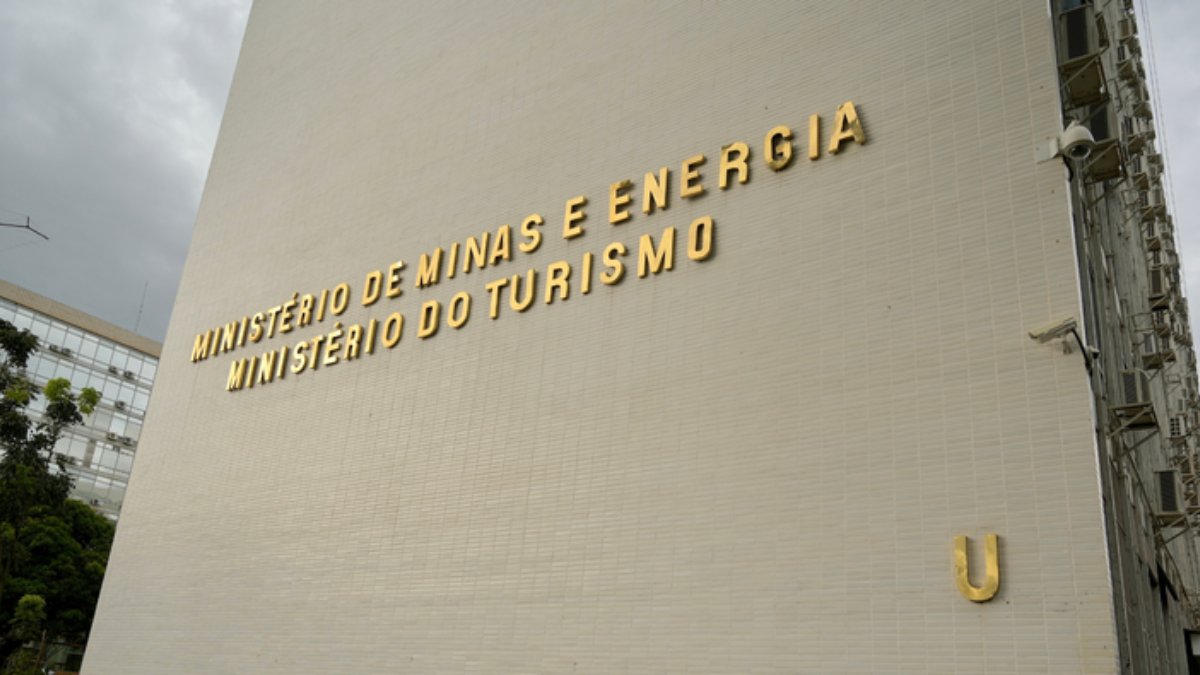 MINISTÉRIO DE MINAS E ENERGIA
MINISTÉRIO DO TURISMO
U